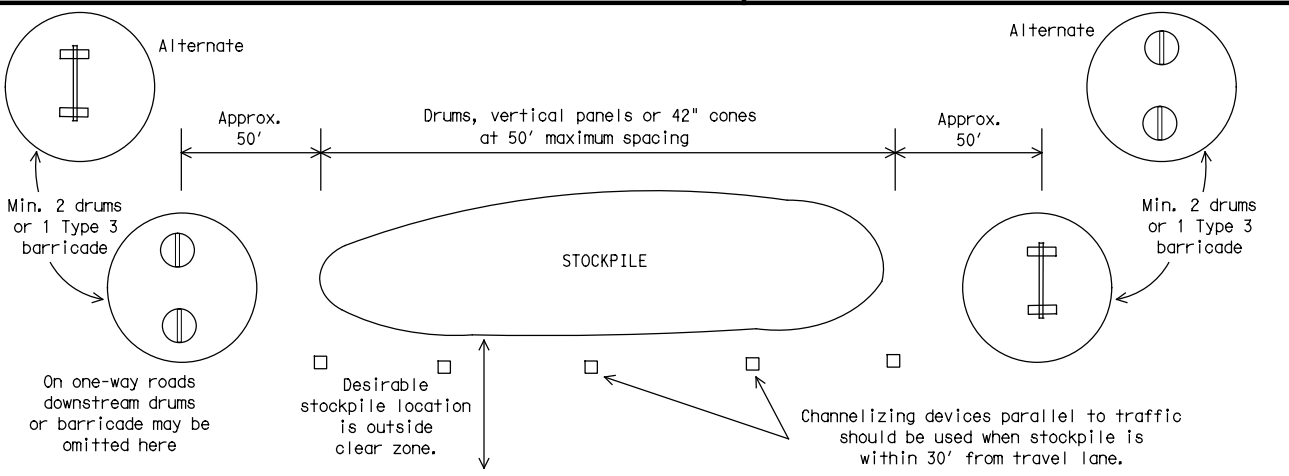 Alternate
Alternate
Approx.
50'
Drums, vertical panels or 42" cones
at 50' maximum spacing
Approx.
50'
Min. 2 drums
or 1 Type 3
barricade
Min. 2 drums
or 1 Type 3
barricade
STOCKPILE
On one-way roads
downstream drums
or barricade may be
omitted here
Desirable
stockpile location
is outside
clear zone.
Channelizing devices parallel to traffic
should be used when stockpile is
within 30' from travel lane.